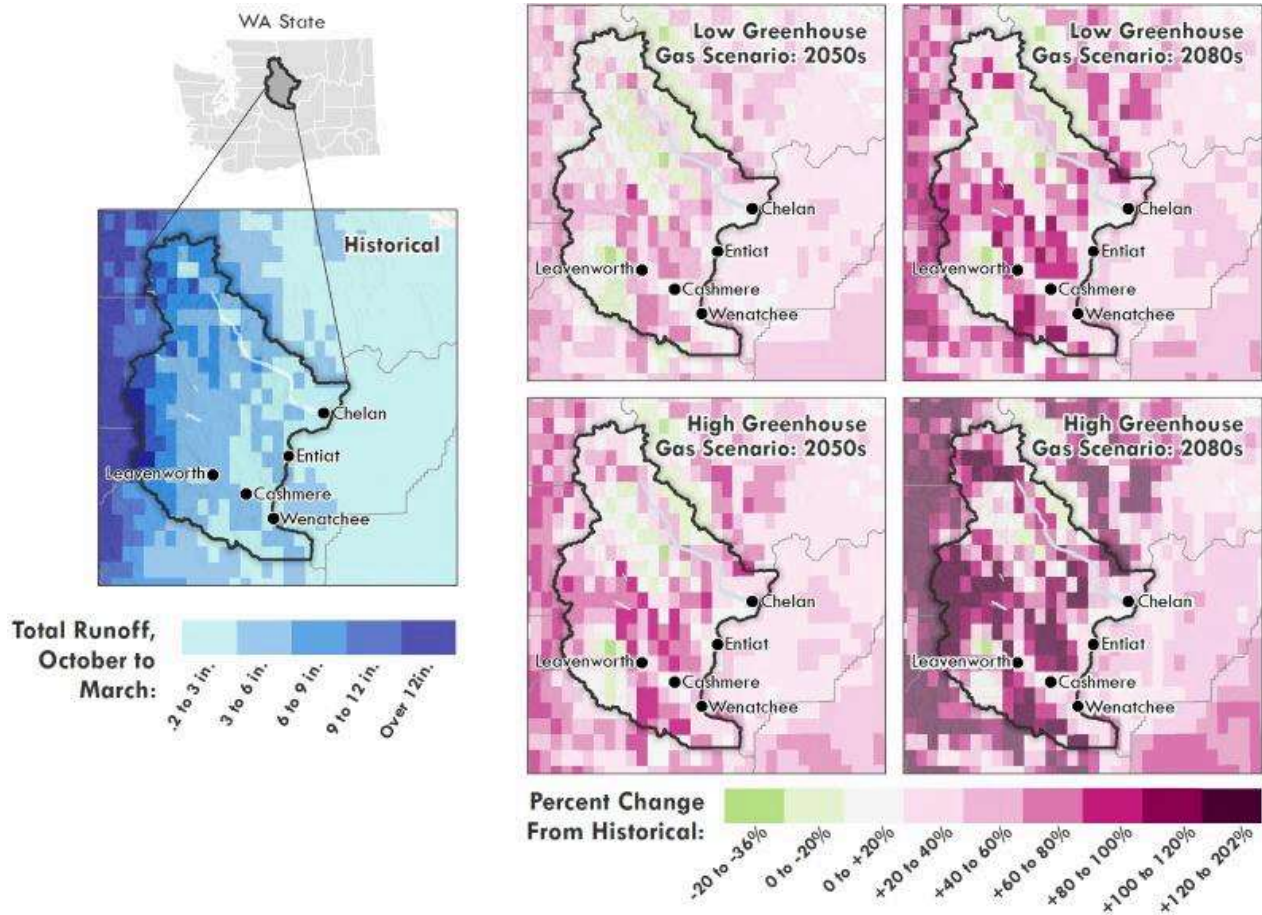 WA State
Historical
Chelan
Entiat
Leavenworth
Cashmere
Wenatchee
Total Runoff,
October to
March:
.2 to 3 in.
3 to 6 in.
6 to 9 in.
9 to 12 in.
Over 12in.
Low Greenhouse
Gas Scenario: 2050s
Chelan
Entiat
Leavenworth
Cashmere
Wenatchee
Low Greenhouse
Gas Scenario: 2080s
Chelan
Entiat
Leavenworth
Cashmere
Wenatchee
High Greenhouse
Gas Scenario: 2050s
Chelan
Entiat
Leavenworth
Cashmere
Wenatchee
High Greenhouse
Gas Scenario: 2080s
Chelan
Entiat
Leavenworth
Cashmere
Wenatchee
Percent Change
From Historical:
-20 to -36%
0 to -20%
0 to +20%
+20 to 40%
+40 to 60%
+60 to 80%
+80 to 100%
+100 to 120%
+120 to 202%